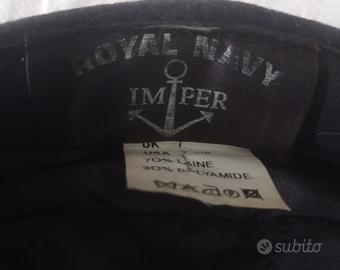 ROYAL NAVY
IMPER
UK 7
USA
70% LAINE
30% POLYAMIDE
subito